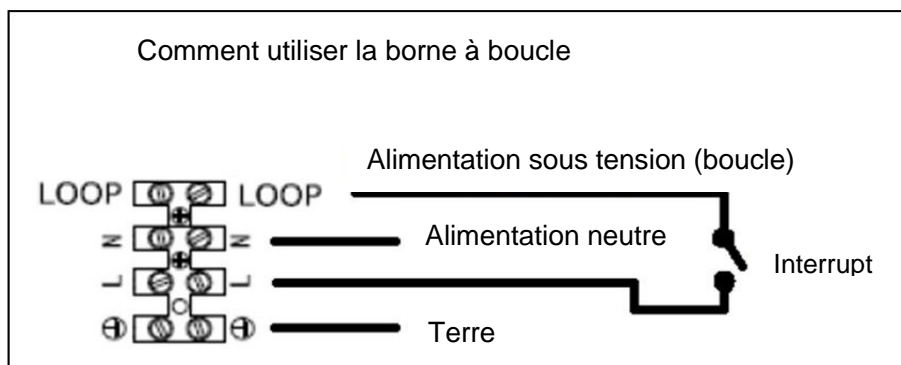 Comment utiliser la borne à boucle
Alimentation sous tension (boucle)
LOOP LOOP
N N Alimentation neutre
Interrupt
L L
Terre